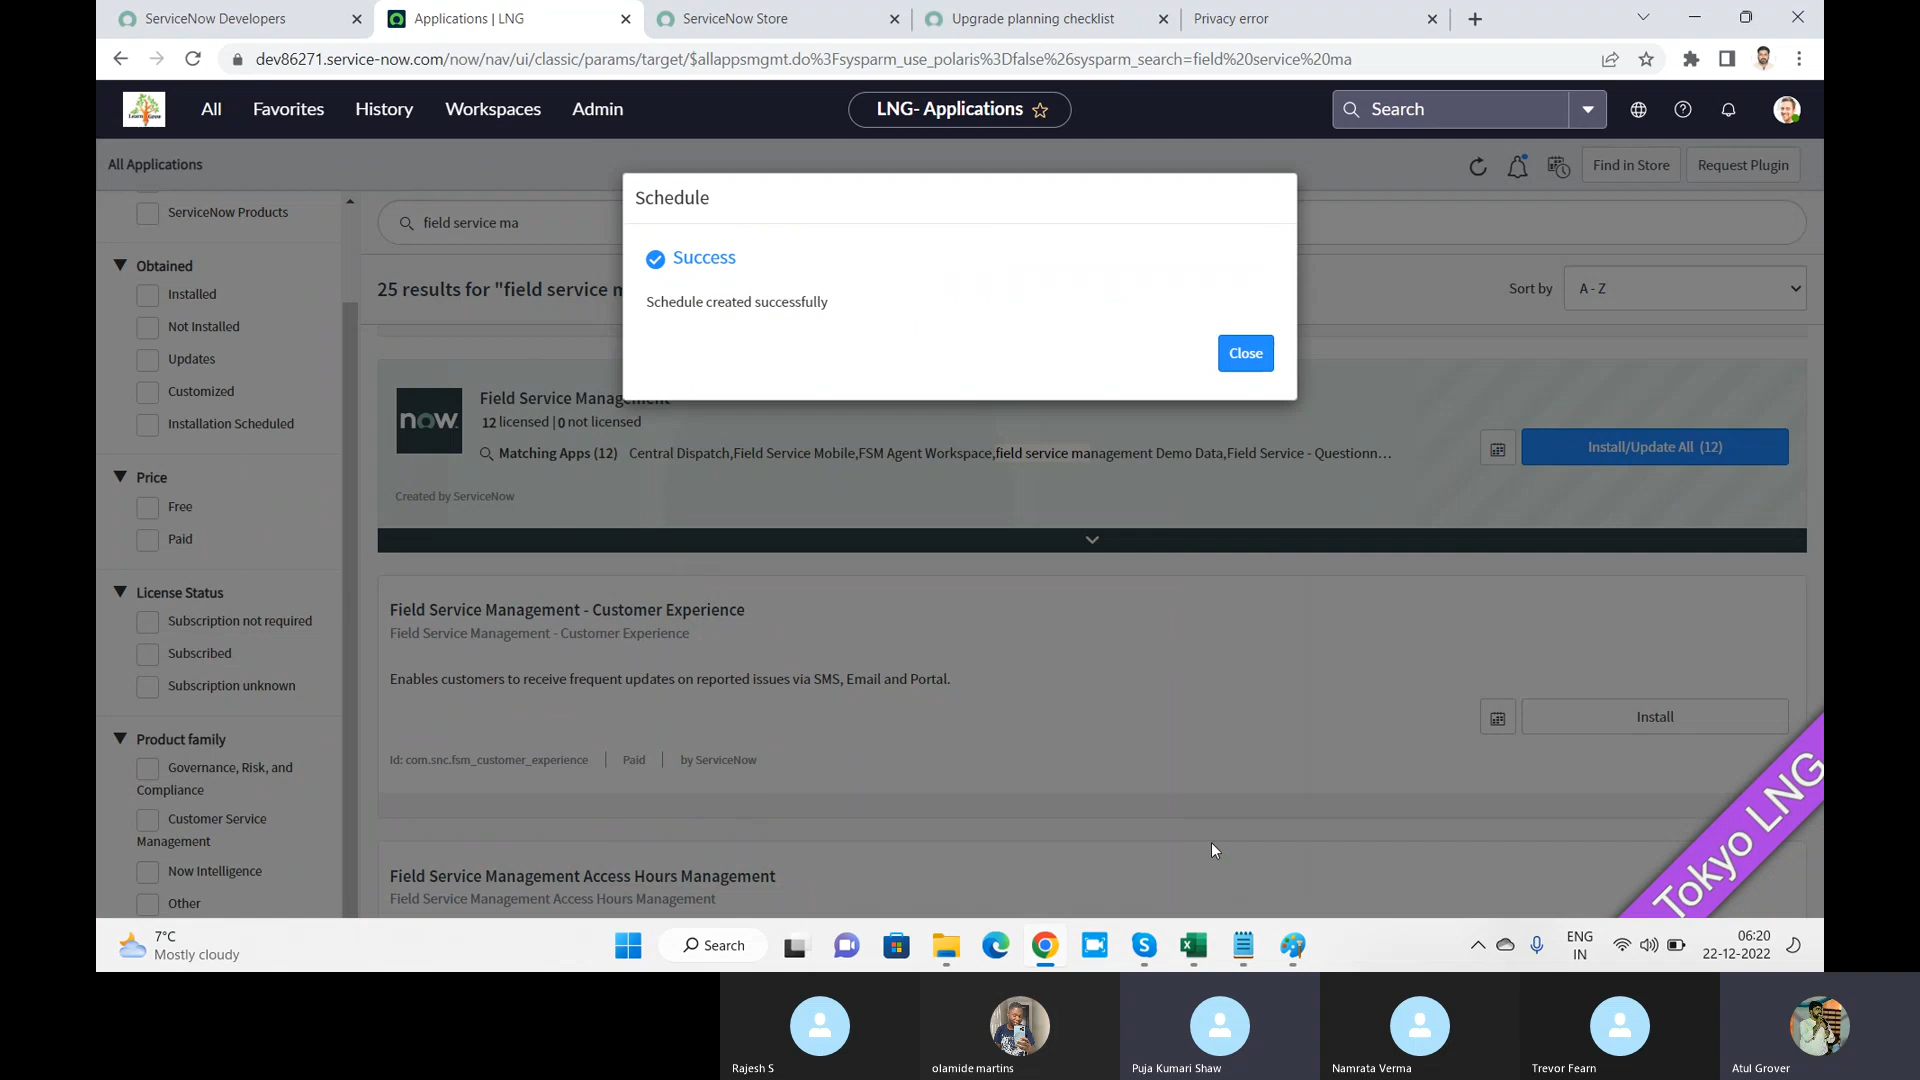 ServiceNow Developers
Applications | LNG
ServiceNow Store
Upgrade planning checklist
Privacy error
dev86271.service-now.com/now/nav/ui/classic/params/target/$allappsmgmt.do%3Fsysparm_use_polaris%3Dfalse%26sysparm_search=field%20service%20ma
All
Favorites
History
Workspaces
Admin
LNG- Applications
Search
All Applications
Find in Store
Request Plugin
Schedule
Success
Schedule created successfully
Close
ServiceNow Products
Obtained
Installed
Not Installed
Updates
Customized
Installation Scheduled
Price
Free
Paid
License Status
Subscription not required
Subscribed
Subscription unknown
Product family
Governance, Risk, and
Compliance
Customer Service
Management
Now Intelligence
Other
field service ma
25 results for "field service m
Sort by
A - Z
now.
Field Service Management
12 licensed | 0 not licensed
Matching Apps (12) Central Dispatch,Field Service Mobile,FSM Agent Workspace,field service management Demo Data,Field Service - Questionn...
Install/Update All (12)
Created by ServiceNow
Field Service Management - Customer Experience
Field Service Management - Customer Experience
Enables customers to receive frequent updates on reported issues via SMS, Email and Portal.
Install
Id: com.snc.fsm_customer_experience
Paid
by ServiceNow
Field Service Management Access Hours Management
Field Service Management Access Hours Management
Tokyo LNG
7°C
Mostly cloudy
Search
ENG
IN
06:20
22-12-2022
Rajesh S
olamide martins
Puja Kumari Shaw
Namrata Verma
Trevor Fearn
Atul Grover